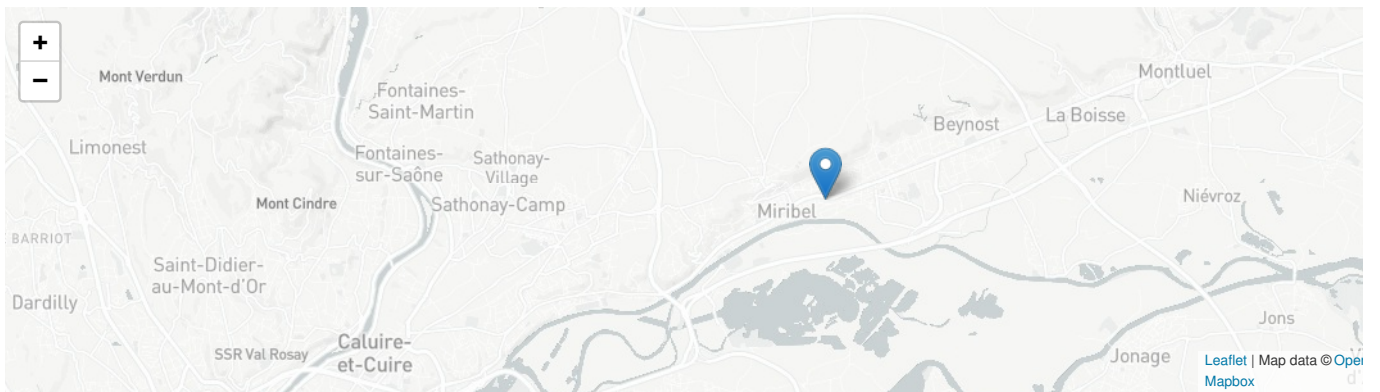 +
−
Mont Verdun
Montluel
Fontaines-
Saint-Martin
La Boisse
Beynost
Limonest
Fontaines-
sur-Saône
Sathonay-
Village
Niévroz
Mont Cindre
Sathonay-Camp
Miribel
BARRIOT
Saint-Didier-
au-Mont-d'Or
Dardilly
Jons
Caluire-
et-Cuire
SSR Val Rosay
Jonage
Leaflet | Map data © Oper
Mapbox